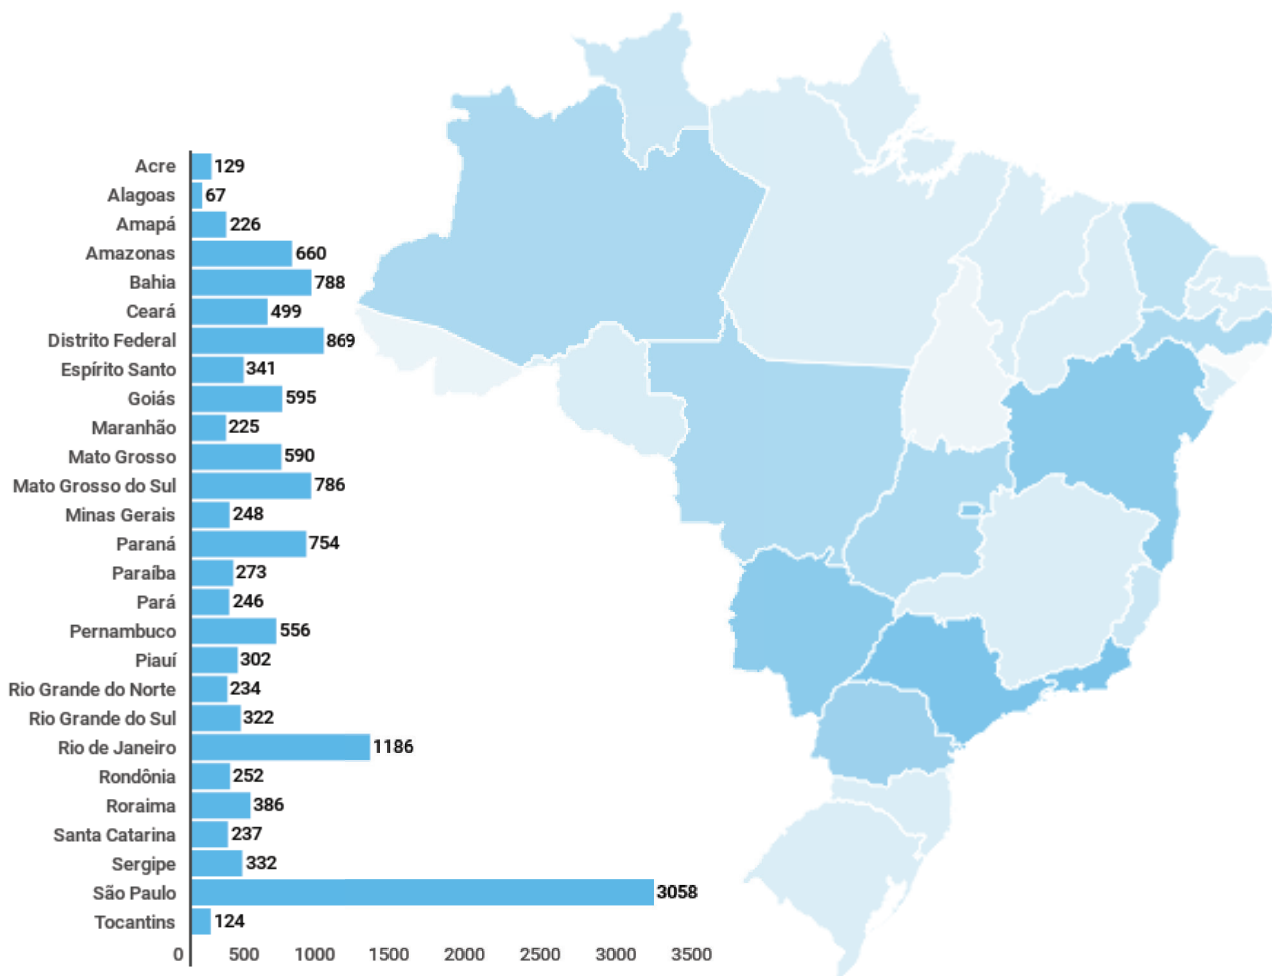 Acre 129
Alagoas 67
Amapá 226
Amazonas 660
Bahia 788
Ceará 499
Distrito Federal 869
Espírito Santo 341
Goiás 595
Maranhão 225
Mato Grosso 590
Mato Grosso do Sul 786
Minas Gerais 248
Paraná 754
Paraíba 273
Pará 246
Pernambuco 556
Piauí 302
Rio Grande do Norte 234
Rio Grande do Sul 322
Rio de Janeiro 1186
Rondônia 252
Roraima 386
Santa Catarina 237
Sergipe 332
São Paulo 3058
Tocantins 124
0 500 1000 1500 2000 2500 3000 3500